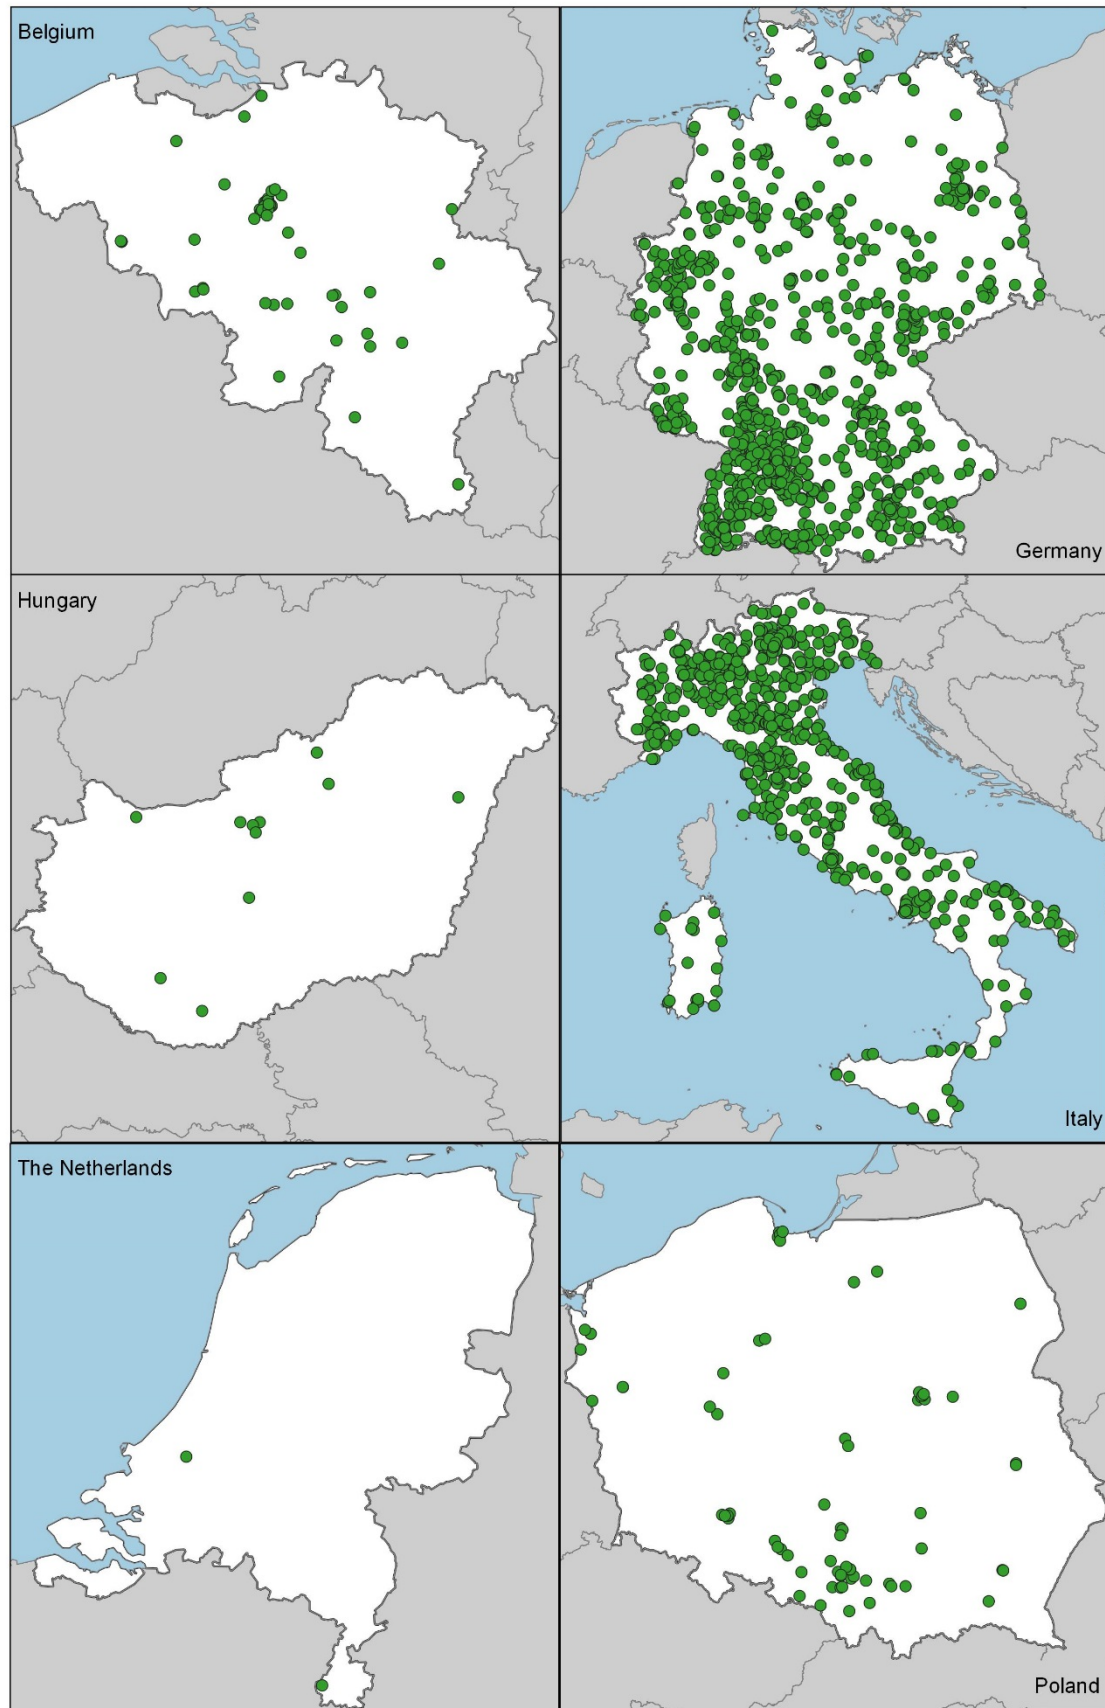 Belgium
Germany
Hungary
Italy
The Netherlands
Poland